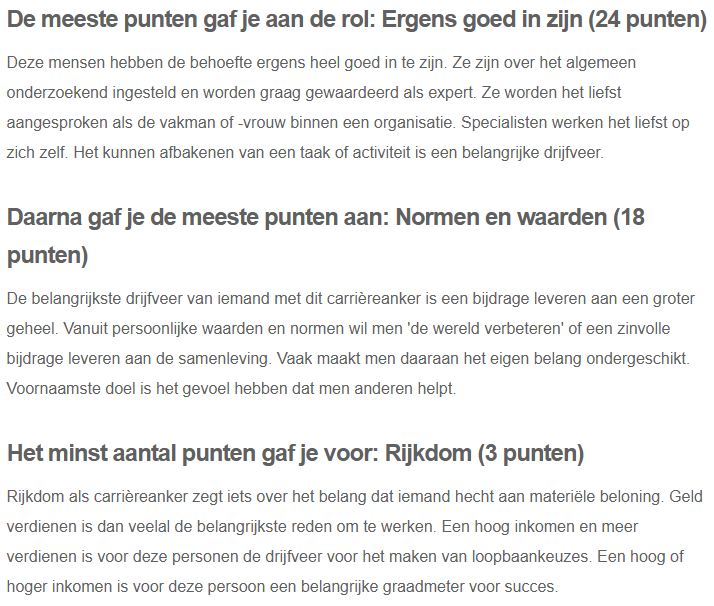 De meeste punten gaf je aan de rol: Ergens goed in zijn (24 punten)
Deze mensen hebben de behoefte ergens heel goed in te zijn. Ze zijn over het algemeen
onderzoekend ingesteld en worden graag gewaardeerd als expert. Ze worden het liefst
aangesproken als de vakman of -vrouw binnen een organisatie. Specialisten werken het liefst op
zich zelf. Het kunnen afbakenen van een taak of activiteit is een belangrijke drijfveer.
Daarna gaf je de meeste punten aan: Normen en waarden (18
punten)
De belangrijkste drijfveer van iemand met dit carrièreanker is een bijdrage leveren aan een groter
geheel. Vanuit persoonlijke waarden en normen wil men 'de wereld verbeteren' of een zinvolle
bijdrage leveren aan de samenleving. Vaak maakt men daaraan het eigen belang ondergeschikt.
Voornaamste doel is het gevoel hebben dat men anderen helpt.
Het minst aantal punten gaf je voor: Rijkdom (3 punten)
Rijkdom als carrièreanker zegt iets over het belang dat iemand hecht aan materiële beloning. Geld
verdienen is dan veelal de belangrijkste reden om te werken. Een hoog inkomen en meer
verdienen is voor deze personen de drijfveer voor het maken van loopbaankeuzes. Een hoog of
hoger inkomen is voor deze persoon een belangrijke graadmeter voor succes.